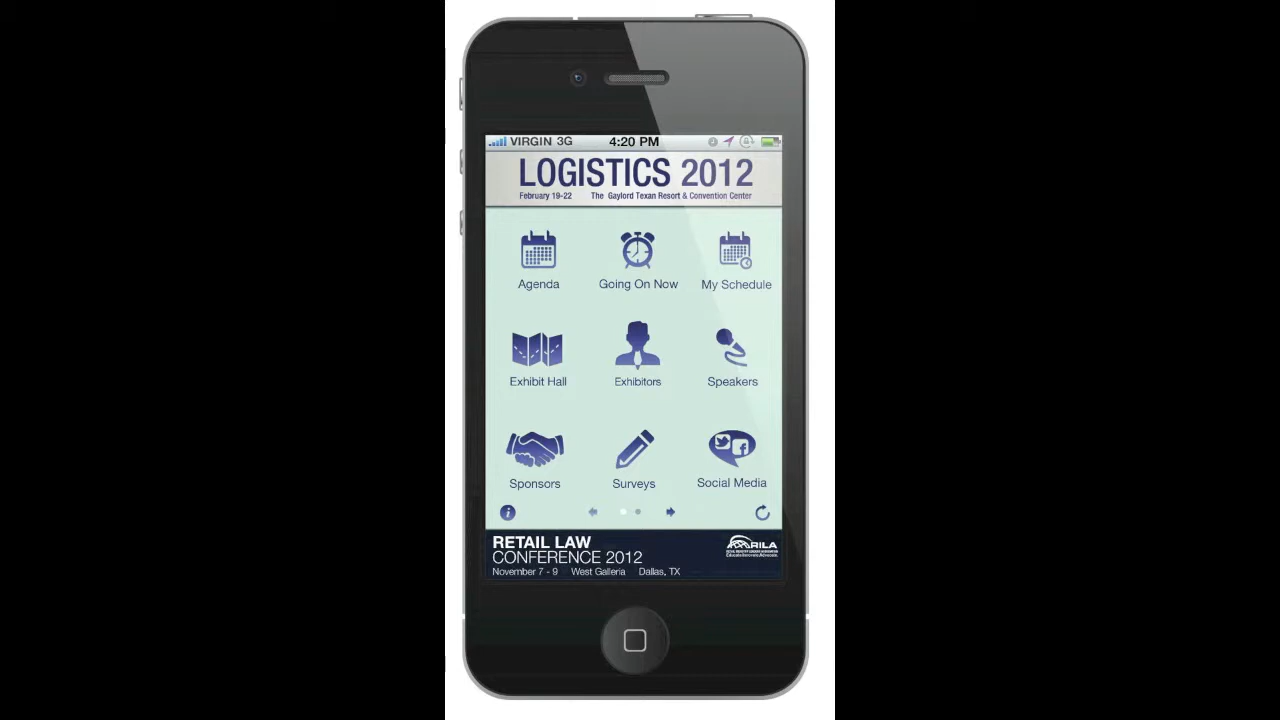 VIRGIN 3G 4:20 PM
LOGISTICS 2012
February 19-22 The Gaylord Texan Resort & Convention Center
Agenda Going On Now My Schedule
Exhibit Hall Exhibitors Speakers
Sponsors Surveys Social Media
RETAIL LAW
CONFERENCE 2012
RILA
November 7 - 9 West Galleria Dallas, TX